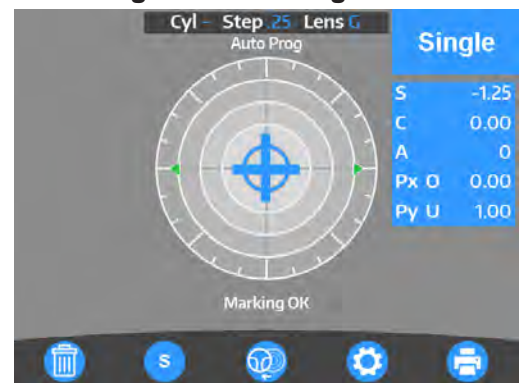 Cyl - Step .25 Lens G
Auto Prog
Single
S -1.25
C 0.00
A 0
Px O 0.00
Py U 1.00
Marking OK
S